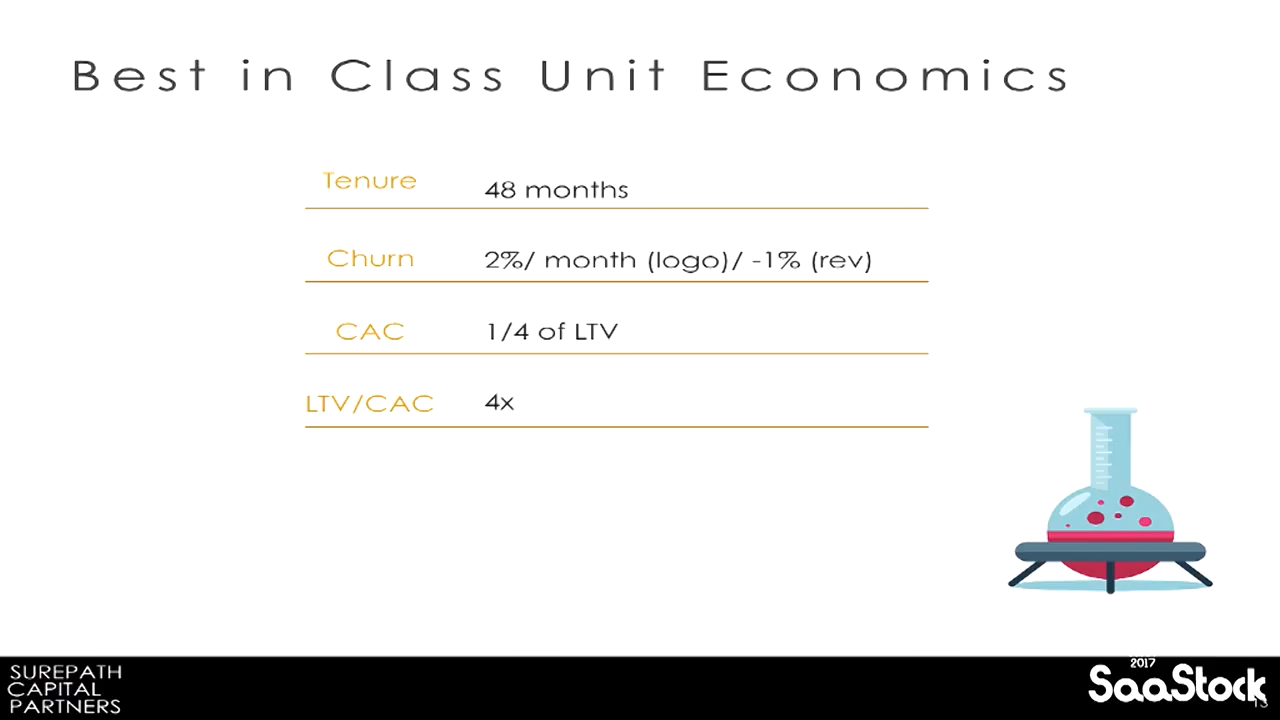 Best in Class Unit Economics
Tenure 48 months
Churn 2%/ month (logo)/ -1% (rev)
CAC 1/4 of LTV
LTV/CAC 4x
SUREPATH
CAPITAL
PARTNERS
2017
SaaStock
13